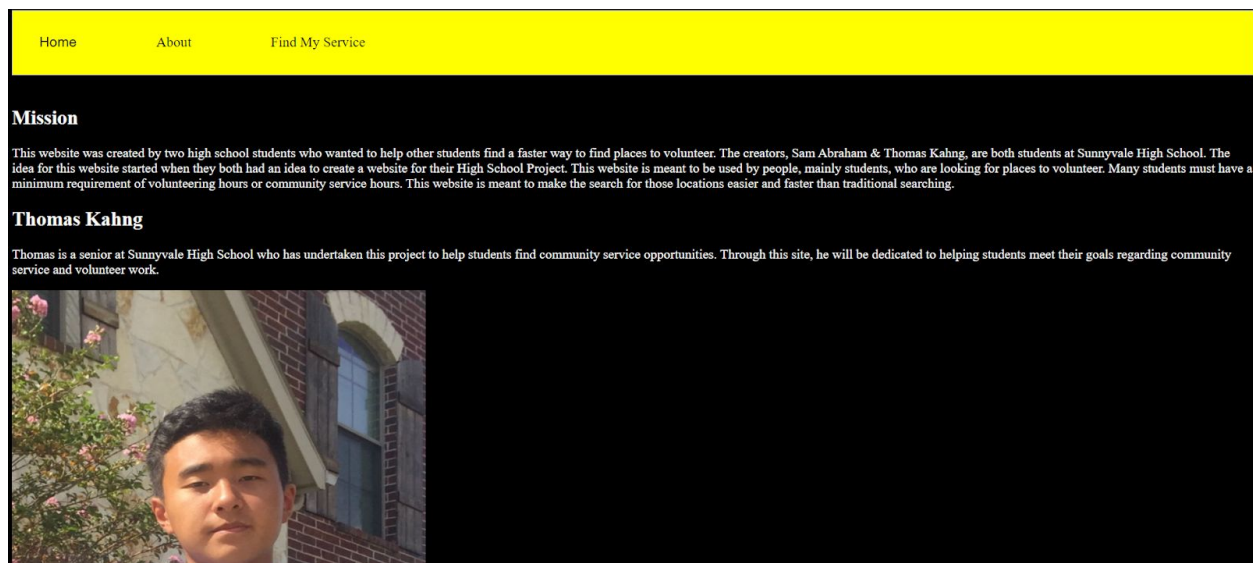 Home About Find My Service
Mission
This website was created by two high school students who wanted to help other students find a faster way to find places to volunteer. The creators, Sam Abraham & Thomas Kahng, are both students at Sunnyvale High School. The
idea for this website started when they both had an idea to create a website for their High School Project. This website is meant to be used by people, mainly students, who are looking for places to volunteer. Many students must have a
minimum requirement of volunteering hours or community service hours. This website is meant to make the search for those locations easier and faster than traditional searching.
Thomas Kahng
Thomas is a senior at Sunnyvale High School who has undertaken this project to help students find community service opportunities. Through this site, he will be dedicated to helping students meet their goals regarding community
service and volunteer work.